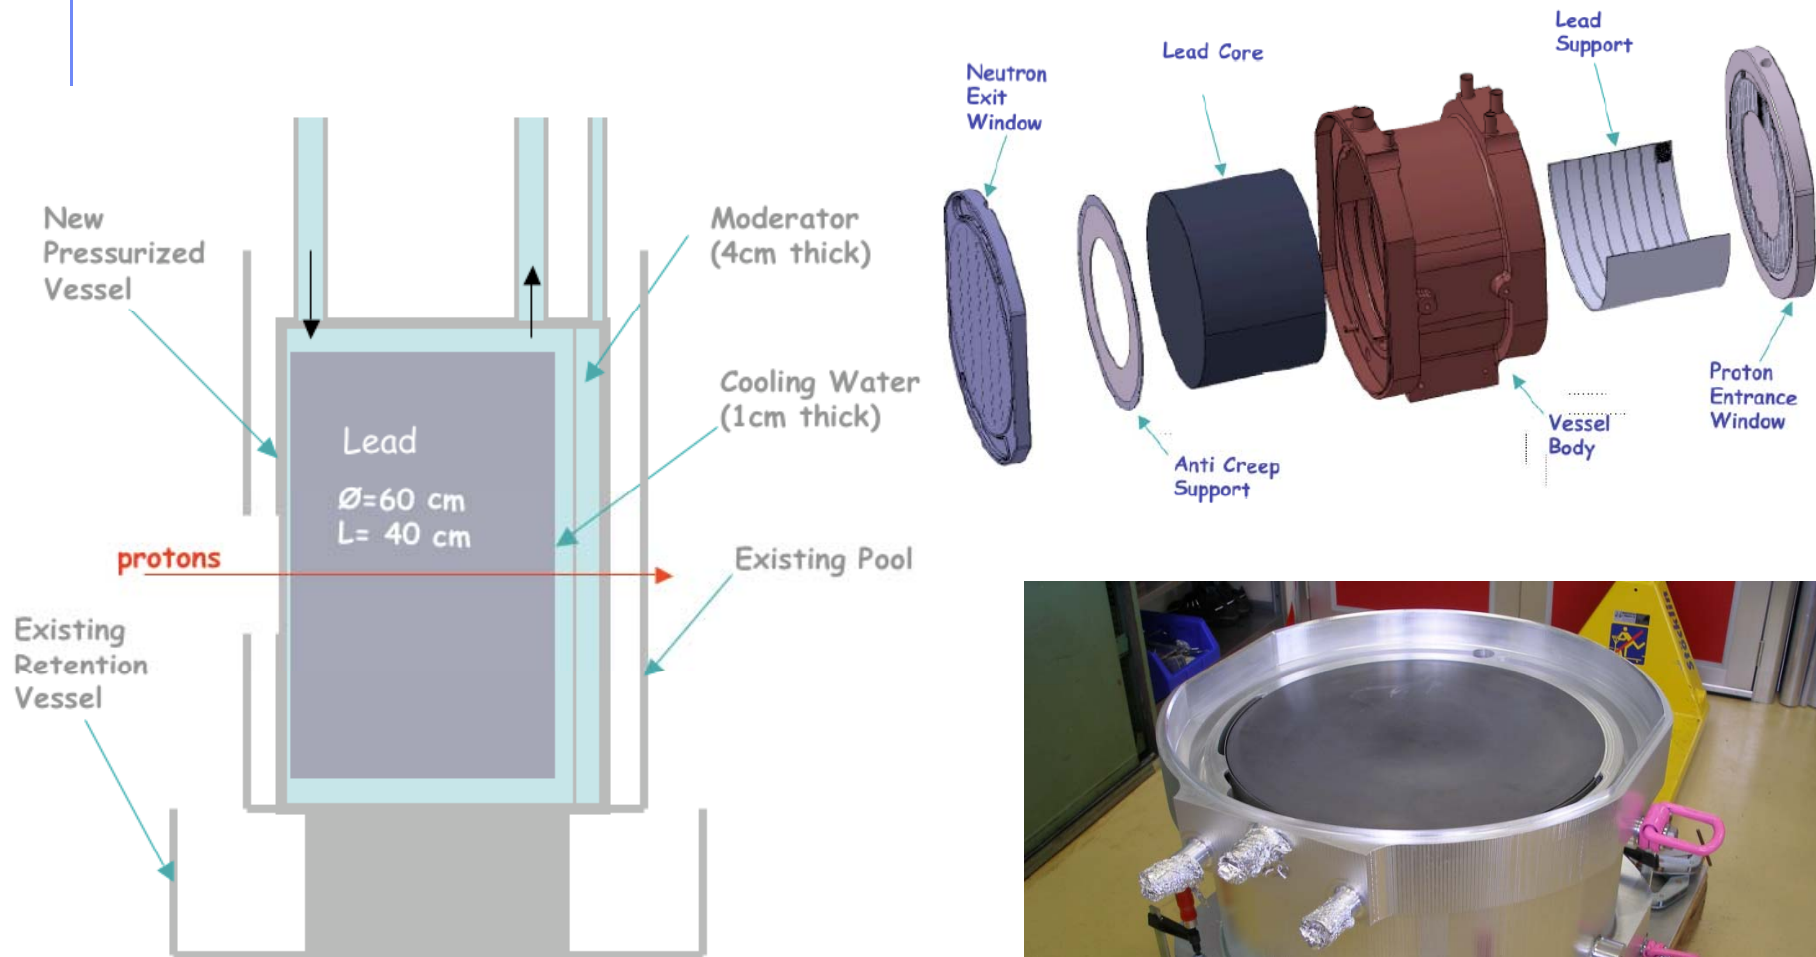 New
Pressurized
Vessel
Moderator
(4cm thick)
Cooling Water
(1cm thick)
Lead
Ø=60 cm
L= 40 cm
protons
Existing Pool
Existing
Retention
Vessel
Neutron
Exit
Window
Lead Core
Lead
Support
Anti Creep
Support
Vessel
Body
Proton
Entrance
Window